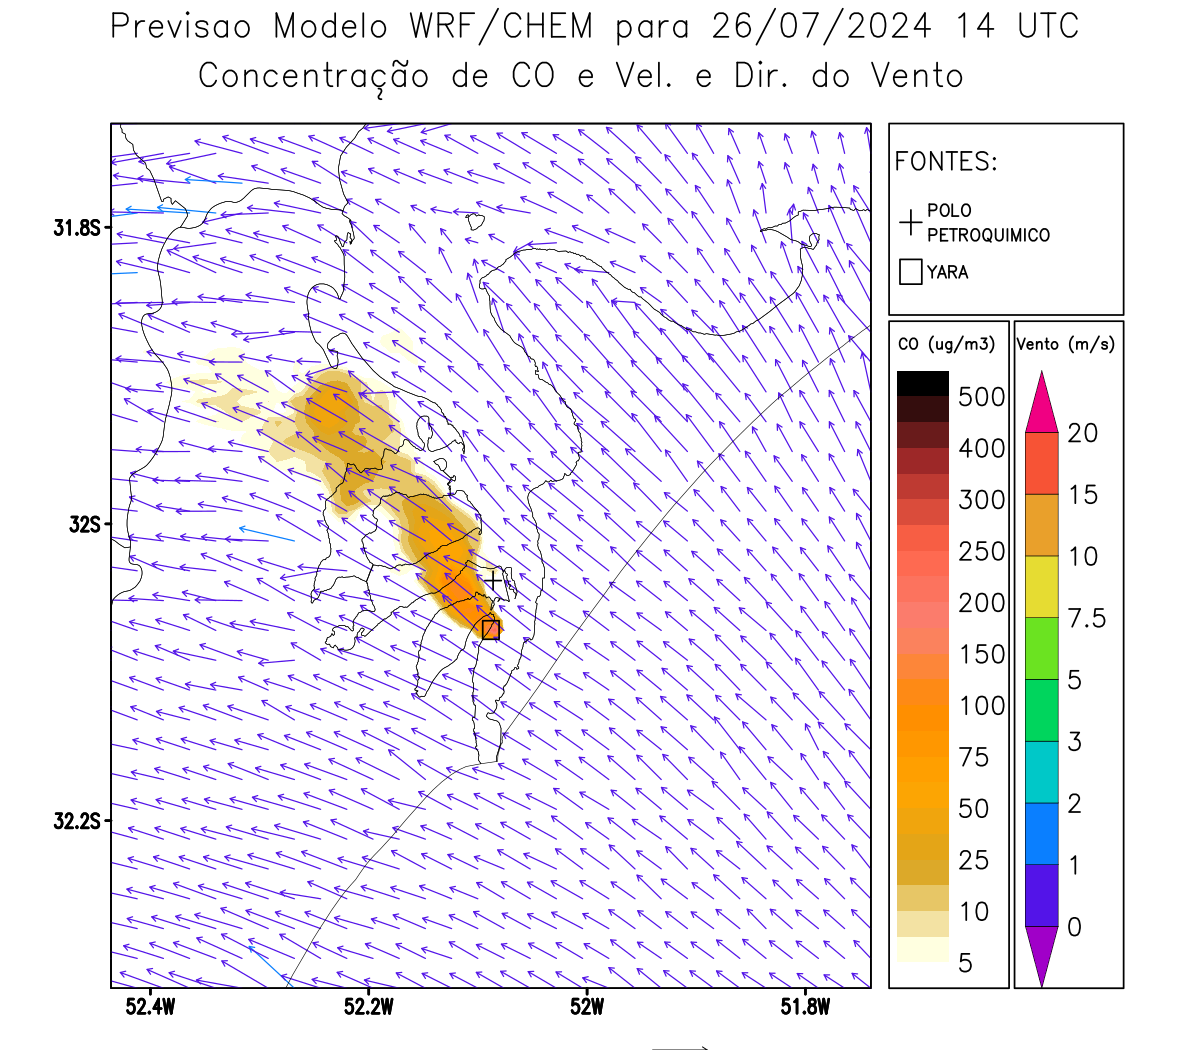 Previsao Modelo WRF/CHEM para 26/07/2024 14 UTC
Concentração de CO e Vel. e Dir. do Vento
FONTES:
POLO
PETROQUIMICO
YARA
CO (ug/m3)
500
400
300
250
200
150
100
75
50
25
10
5
Vento (m/s)
20
15
10
7.5
5
3
2
1
0
31.8S
32S
32.2S
52.4W 52.2W 52W 51.8W